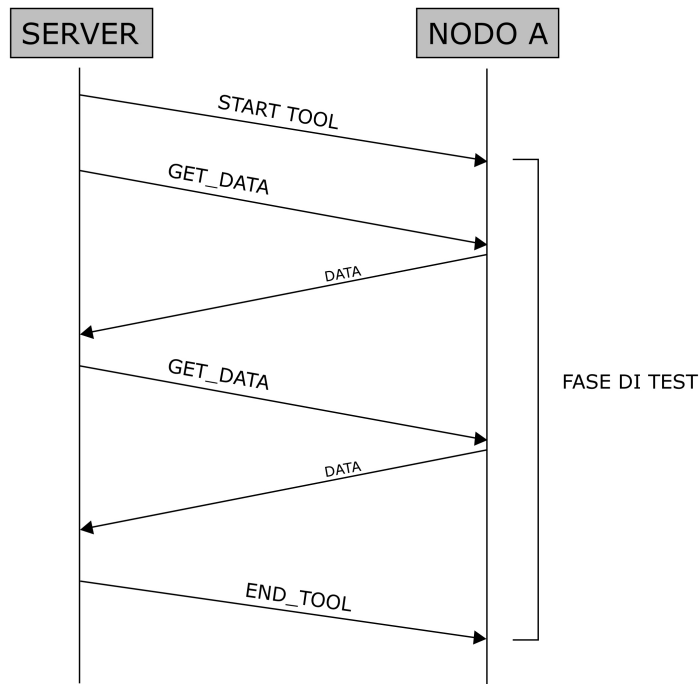 SERVER
NODO A
START TOOL
GET_DATA
DATA
GET_DATA
FASE DI TEST
DATA
END_TOOL